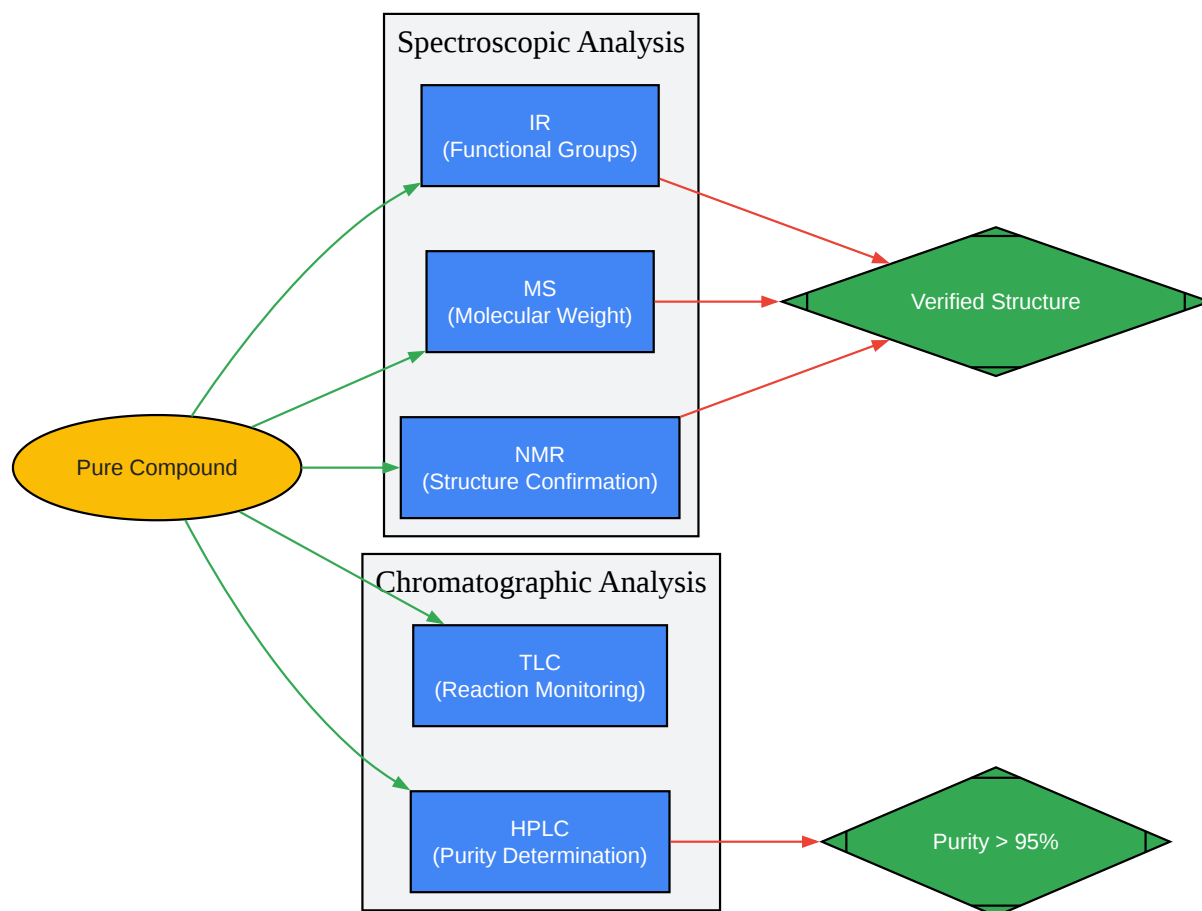 Spectroscopic Analysis
IR
(Functional Groups)
MS
(Molecular Weight)
Verified Structure
NMR
(Structure Confirmation)
Pure Compound
Chromatographic Analysis
TLC
(Reaction Monitoring)
HPLC
(Purity Determination)
Purity > 95%